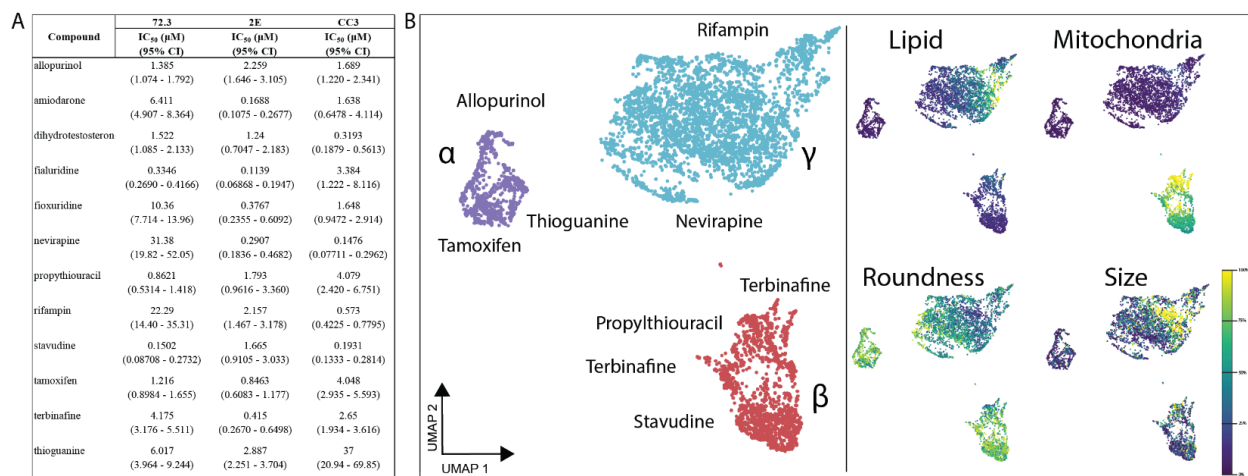 A
72.3 2E CC3
Compound IC50 (μM) (95% CI) IC50 (μM) (95% CI) IC50 (μM) (95% CI)
allopurinol 1.385 2.259 1.689
(1.074 - 1.792) (1.646 - 3.105) (1.220 - 2.341)
amiodarone 6.411 0.1688 1.638
(4.907 - 8.364) (0.1075 - 0.2677) (0.6478 - 4.114)
dihydrotestosteron 1.522 1.24 0.3193
(1.085 - 2.133) (0.7047 - 2.183) (0.1879 - 0.5613)
fialuridine 0.3346 0.1139 3.384
(0.2690 - 0.4166) (0.06868 - 0.1947) (1.222 - 8.116)
fioxuridine 10.36 0.3767 1.648
(7.714 - 13.96) (0.2355 - 0.6092) (0.9472 - 2.914)
nevirapine 31.38 0.2907 0.1476
(19.82 - 52.05) (0.1836 - 0.4682) (0.07711 - 0.2962)
propythiouracil 0.8621 1.793 4.079
(0.5314 - 1.418) (0.9616 - 3.360) (2.420 - 6.751)
rifampin 22.29 2.157 0.573
(14.40 - 35.31) (1.467 - 3.178) (0.4225 - 0.7795)
stavudine 0.1502 1.665 0.1931
(0.08708 - 0.2732) (0.9105 - 3.033) (0.1333 - 0.2814)
tamoxifen 1.216 0.8463 4.048
(0.8984 - 1.655) (0.6083 - 1.177) (2.935 - 5.593)
terbinafine 4.175 0.415 2.65
(3.176 - 5.511) (0.2670 - 0.6498) (1.934 - 3.616)
thioguanine 6.017 2.887 37
(3.964 - 9.244) (2.251 - 3.704) (20.94 - 69.85)
B
Rifampin
Allopurinol
α
γ
Thioguanine
Nevirapine
Tamoxifen
Terbinafine
Propylthiouracil
Terbinafine
β
Stavudine
UMAP 2
UMAP 1
Lipid Mitochondria
Roundness Size
100%
75%
50%
25%
0%